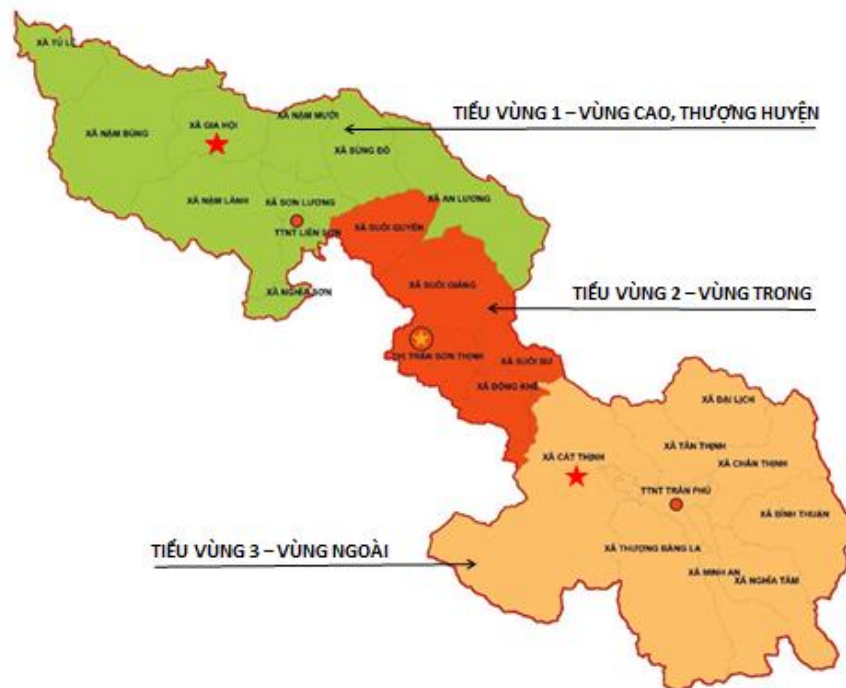 XÃ TÚ LỆ
XÃ NẬM BÚNG
XÃ GIA HỘI
XÃ NẬM MƯỜI
TIỂU VÙNG 1 – VÙNG CAO, THƯỢNG HUYỆN
XÃ SÙNG ĐÔ
XÃ NẬM LÀNH
XÃ SƠN LƯƠNG
XÃ AN LƯƠNG
TTNT LIÊN SƠN
XÃ SUỐI QUYỀN
XÃ NGHĨA SƠN
XÃ SUỐI GIÀNG
TIỂU VÙNG 2 – VÙNG TRONG
THỊ TRẤN SƠN THỊNH
XÃ SUỐI BU
XÃ ĐỒNG KHÊ
XÃ ĐẠI LỊCH
XÃ TÂN THỊNH
XÃ CÁT THỊNH
XÃ CHẤN THỊNH
TTNT TRẦN PHÚ
XÃ BÌNH THUẬN
TIỂU VÙNG 3 – VÙNG NGOÀI
XÃ THƯỢNG BẰNG LA
XÃ MINH AN
XÃ NGHĨA TÂM